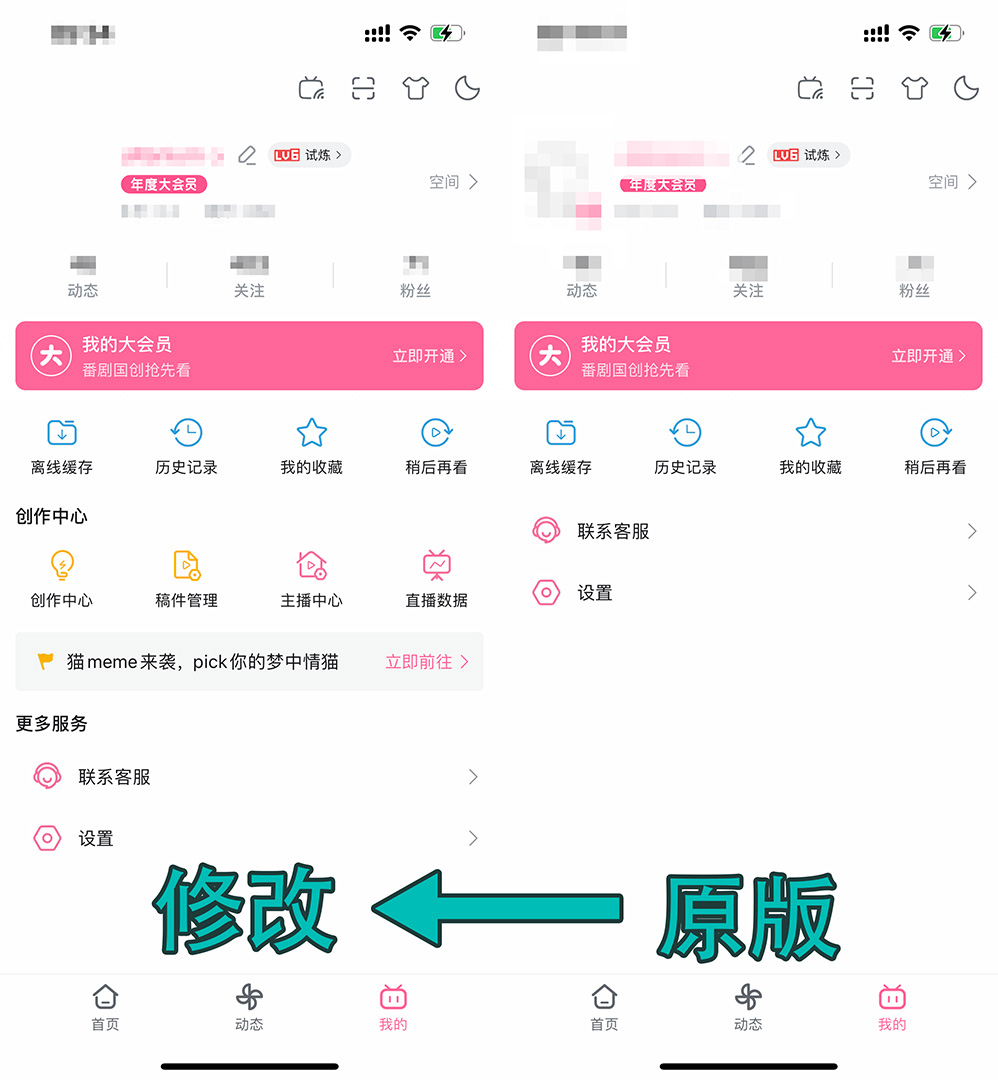 LV6 试炼
年度大会员
空间
动态
关注
粉丝
大
我的大会员
番剧国创抢先看
立即开通
离线缓存
历史记录
我的收藏
稍后再看
创作中心
创作中心
稿件管理
主播中心
直播数据
猫meme来袭，pick你的梦中情猫
立即前往
更多服务
联系客服
设置
修改
首页
动态
我的
LV6 试炼
年度大会员
空间
动态
关注
粉丝
大
我的大会员
番剧国创抢先看
立即开通
离线缓存
历史记录
我的收藏
稍后再看
联系客服
设置
原版
首页
动态
我的